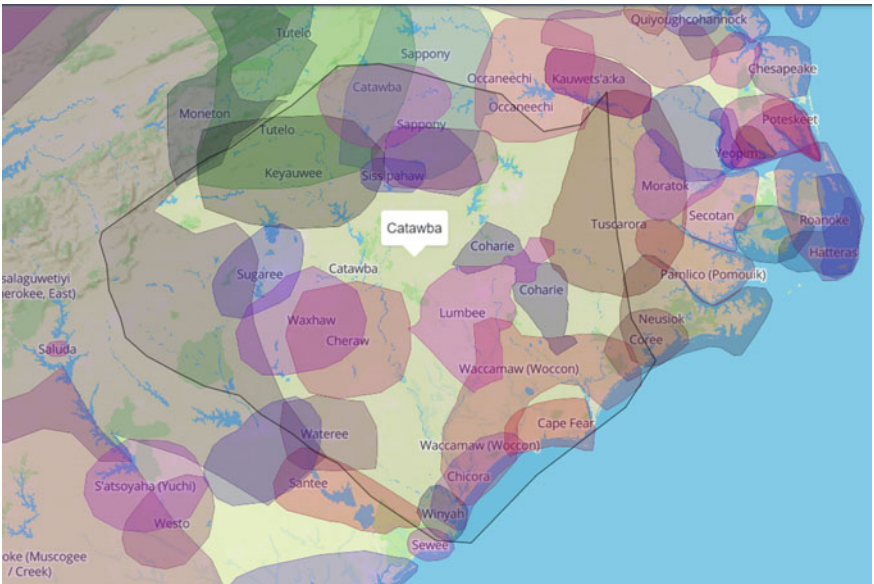 Quiyoughcohannock
Tutelo
Sappony
Chesapeake
Occaneechi
Kauwets'a:ka
Catawba
Occaneechi
Moneton
Poteskeet
Sappony
Tutelo
Yeopim
Keyauwee
Sissipahaw
Moratok
Secotan
Roanoke
Tuscarora
Catawba
Coharie
Hatteras
Catawba
Sugaree
Pamlico (Pomouik)
salaguwetiyi
herokee, East)
Coharie
Lumbee
Waxhaw
Neusiok
Cheraw
Coree
Saluda
Waccamaw (Woccon)
Cape Fear
Wateree
Waccamaw (Woccon)
Chicora
Santee
S'atsoyaha (Yuchi)
Winyah
Westo
Sewee
oke (Muscogee
/ Creek)